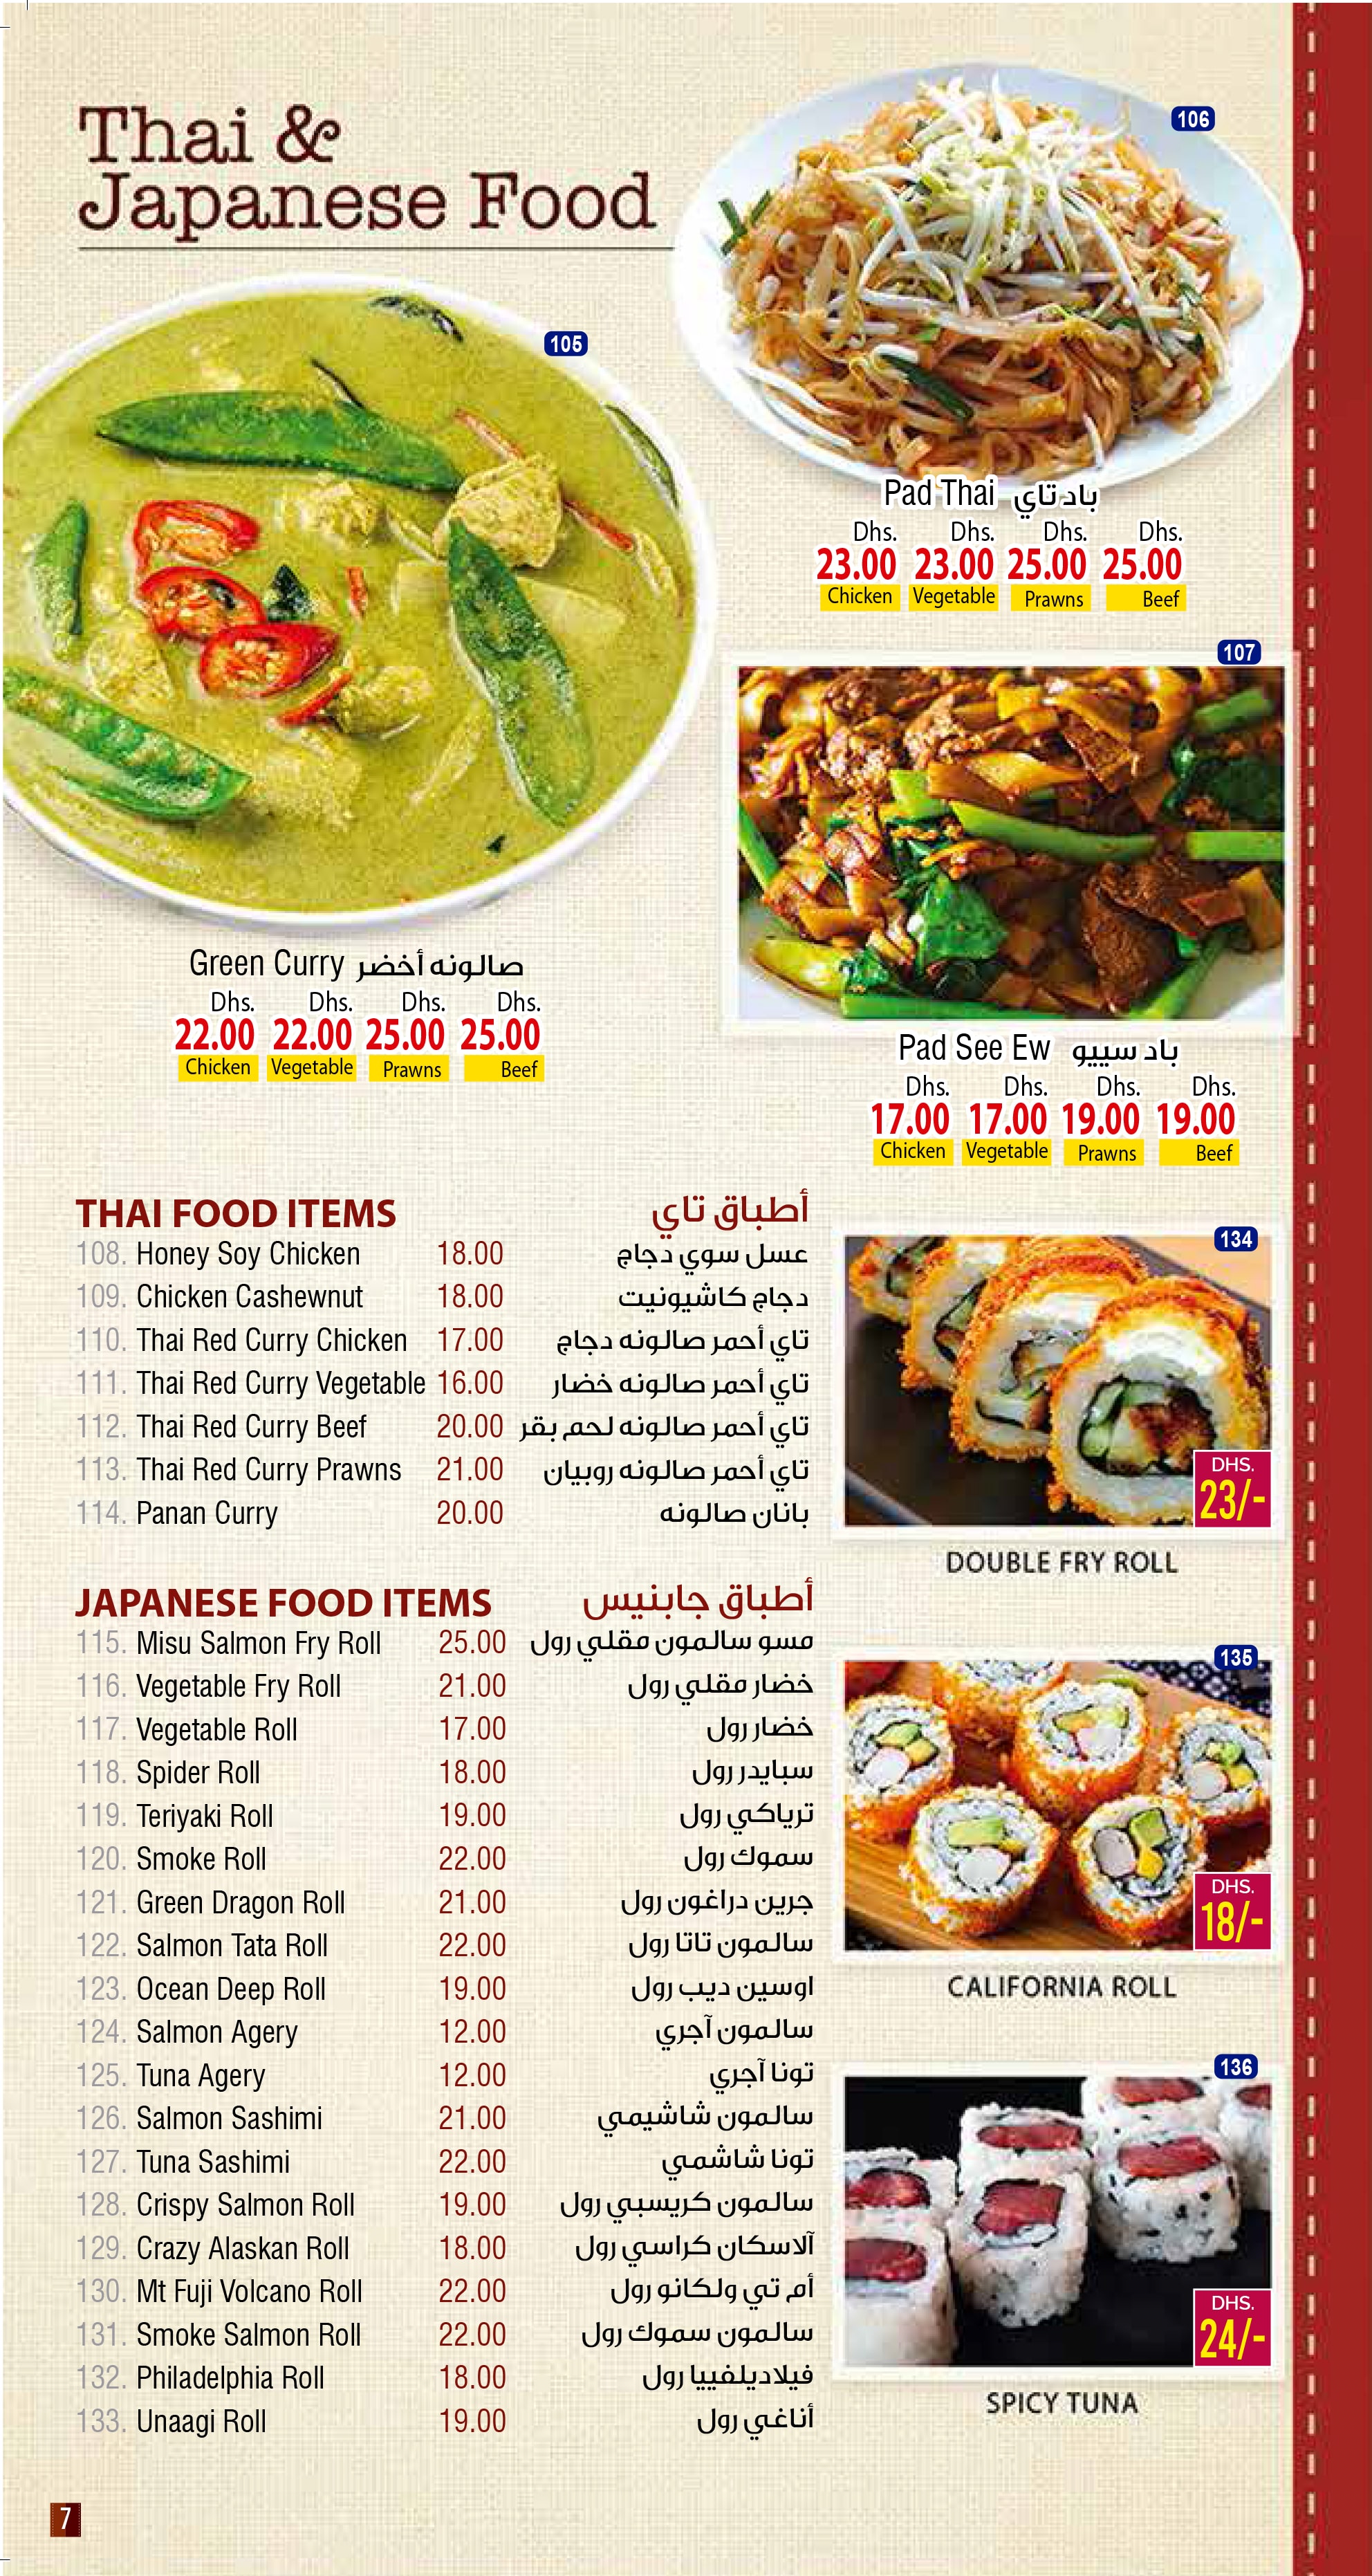 Thai &
Japanese Food
106
105
Pad Thai باد تاي
Dhs. Dhs. Dhs. Dhs.
23.00 23.00 25.00 25.00
Chicken Vegetable Prawns Beef
107
Green Curry صالونه أخضر
Dhs. Dhs. Dhs. Dhs.
22.00 22.00 25.00 25.00
Chicken Vegetable Prawns Beef
Pad See Ew باد سييو
Dhs. Dhs. Dhs. Dhs.
17.00 17.00 19.00 19.00
Chicken Vegetable Prawns Beef
THAI FOOD ITEMS أطباق تاي
108. Honey Soy Chicken 18.00 عسل سوي دجاج
109. Chicken Cashewnut 18.00 دجاج كاشيونيت
110. Thai Red Curry Chicken 17.00 تاي أحمر صالونه دجاج
111. Thai Red Curry Vegetable 16.00 تاي أحمر صالونه خضار
112. Thai Red Curry Beef 20.00 تاي أحمر صالونه لحم بقر
113. Thai Red Curry Prawns 21.00 تاي أحمر صالونه روبيان
114. Panan Curry 20.00 بانان صالونه
JAPANESE FOOD ITEMS أطباق جابنيس
115. Misu Salmon Fry Roll 25.00 مسو سالمون مقلي رول
116. Vegetable Fry Roll 21.00 خضار مقلي رول
117. Vegetable Roll 17.00 خضار رول
118. Spider Roll 18.00 سبايدر رول
119. Teriyaki Roll 19.00 ترياكي رول
120. Smoke Roll 22.00 سموك رول
121. Green Dragon Roll 21.00 جرين دراغون رول
122. Salmon Tata Roll 22.00 سالمون تاتا رول
123. Ocean Deep Roll 19.00 اوسين ديب رول
124. Salmon Agery 12.00 سالمون آجري
125. Tuna Agery 12.00 تونا آجري
126. Salmon Sashimi 21.00 سالمون شاشيمي
127. Tuna Sashimi 22.00 تونا شاشمي
128. Crispy Salmon Roll 19.00 سالمون كريسبي رول
129. Crazy Alaskan Roll 18.00 آلاسكان كراسي رول
130. Mt Fuji Volcano Roll 22.00 أم تي ولكانو رول
131. Smoke Salmon Roll 22.00 سالمون سموك رول
132. Philadelphia Roll 18.00 فيلاديلفييا رول
133. Unaagi Roll 19.00 أناغي رول
134
DHS.
23/-
DOUBLE FRY ROLL
135
DHS.
18/-
CALIFORNIA ROLL
136
DHS.
24/-
SPICY TUNA
7